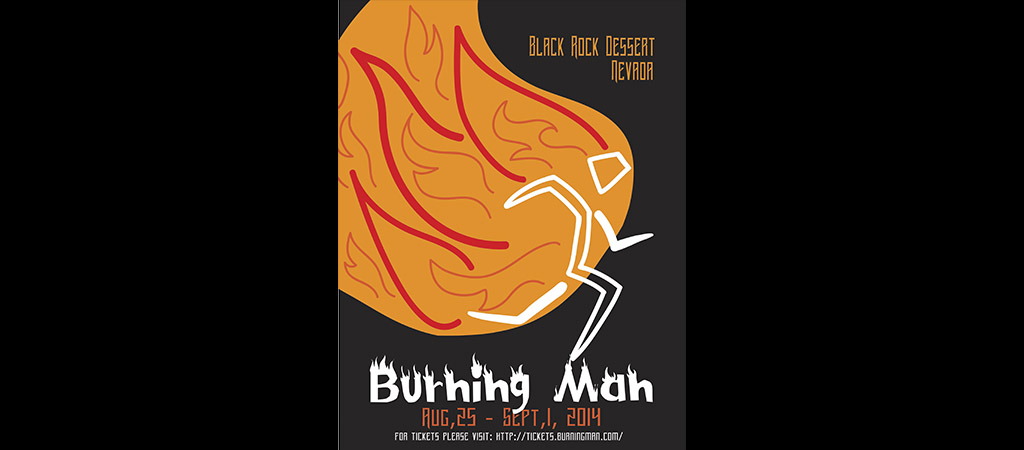 Black Rock Dessert
Nevada
Burning Man
Aug,25 - Sept,1, 2014
FOR TICKETS PLEASE VISIT: HTTP://TICKETS.BURNINGMAN.COM/